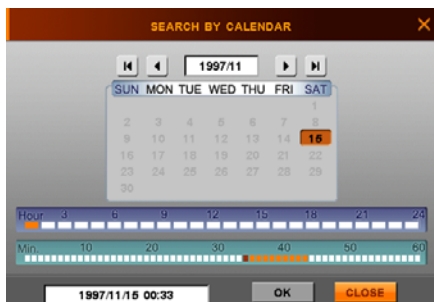 SEARCH BY CALENDAR
1997/11
SUN MON TUE WED THU FRI SAT
1
2 3 4 5 6 7 8
9 10 11 12 13 14 15
16 17 18 19 20 21 22
23 24 25 26 27 28 29
30
Hour 3 6 9 12 15 18 21 24
Min. 10 20 30 40 50 60
1997/11/15 00:33 OK CLOSE